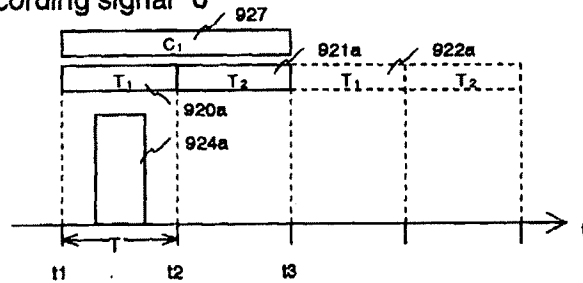 cording signal "0"
927
C1
921a
922a
T1 T2 T1 T2
920a
924a
T
t1 t2 t3